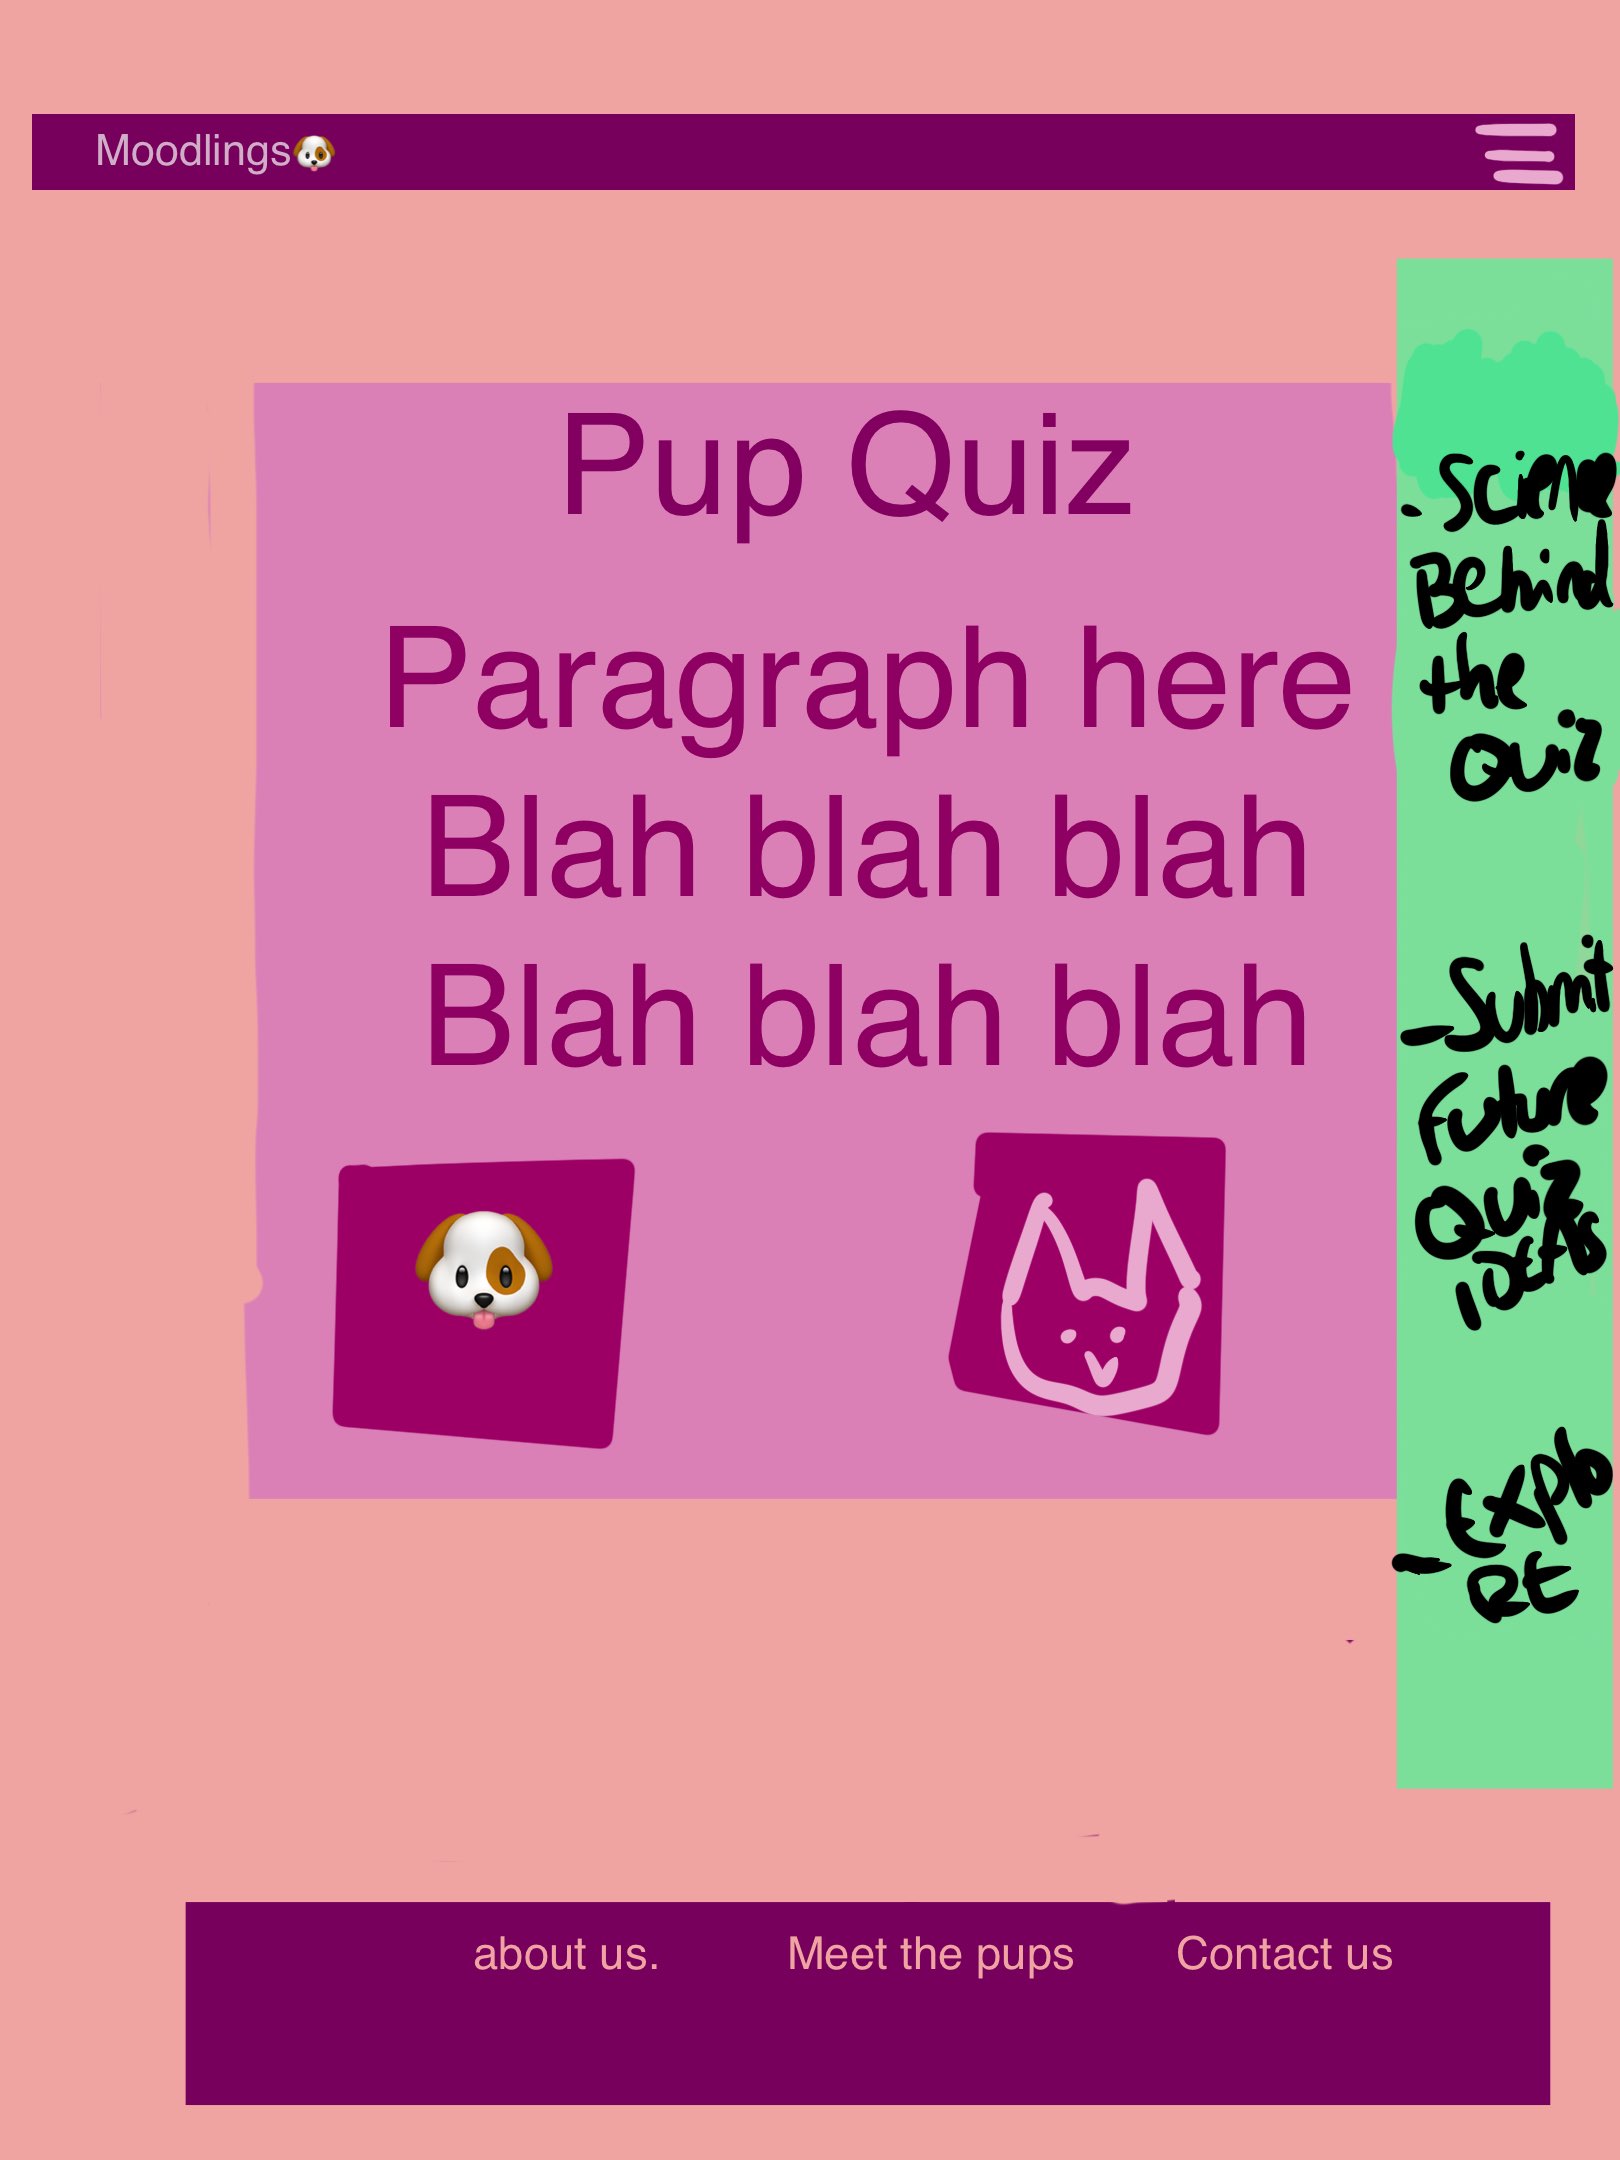 Moodlings🐶
Pup Quiz
Paragraph here
Blah blah blah
Blah blah blah
. Science
Behind
the
Quiz
- Submit
Future
Quiz
IDEAS
- Explo
RE
about us.
Meet the pups
Contact us